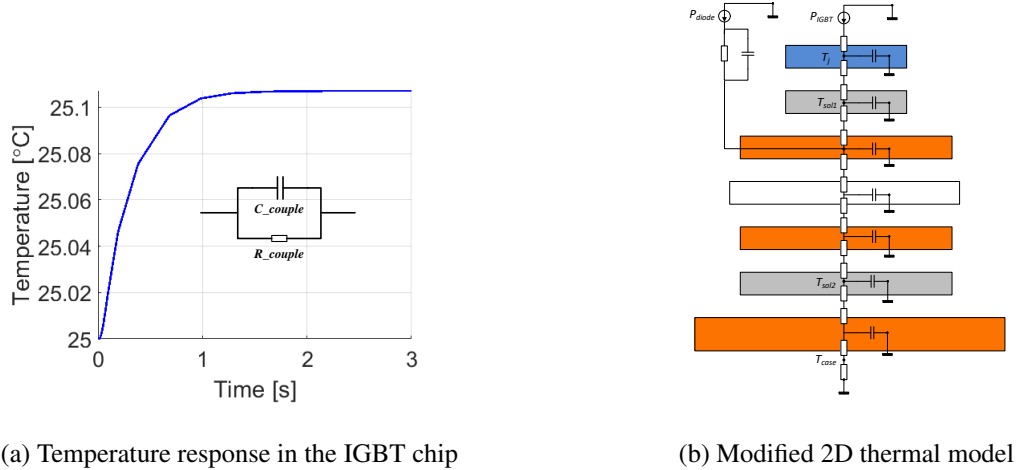 Temperature [°C]
25.1
25.08
25.06
25.04
25.02
25
0
1
2
3
Time [s]
C_couple
R_couple
(a) Temperature response in the IGBT chip
P_diode
P_IGBT
T_j
T_sol1
T_sol2
T_case
(b) Modified 2D thermal model